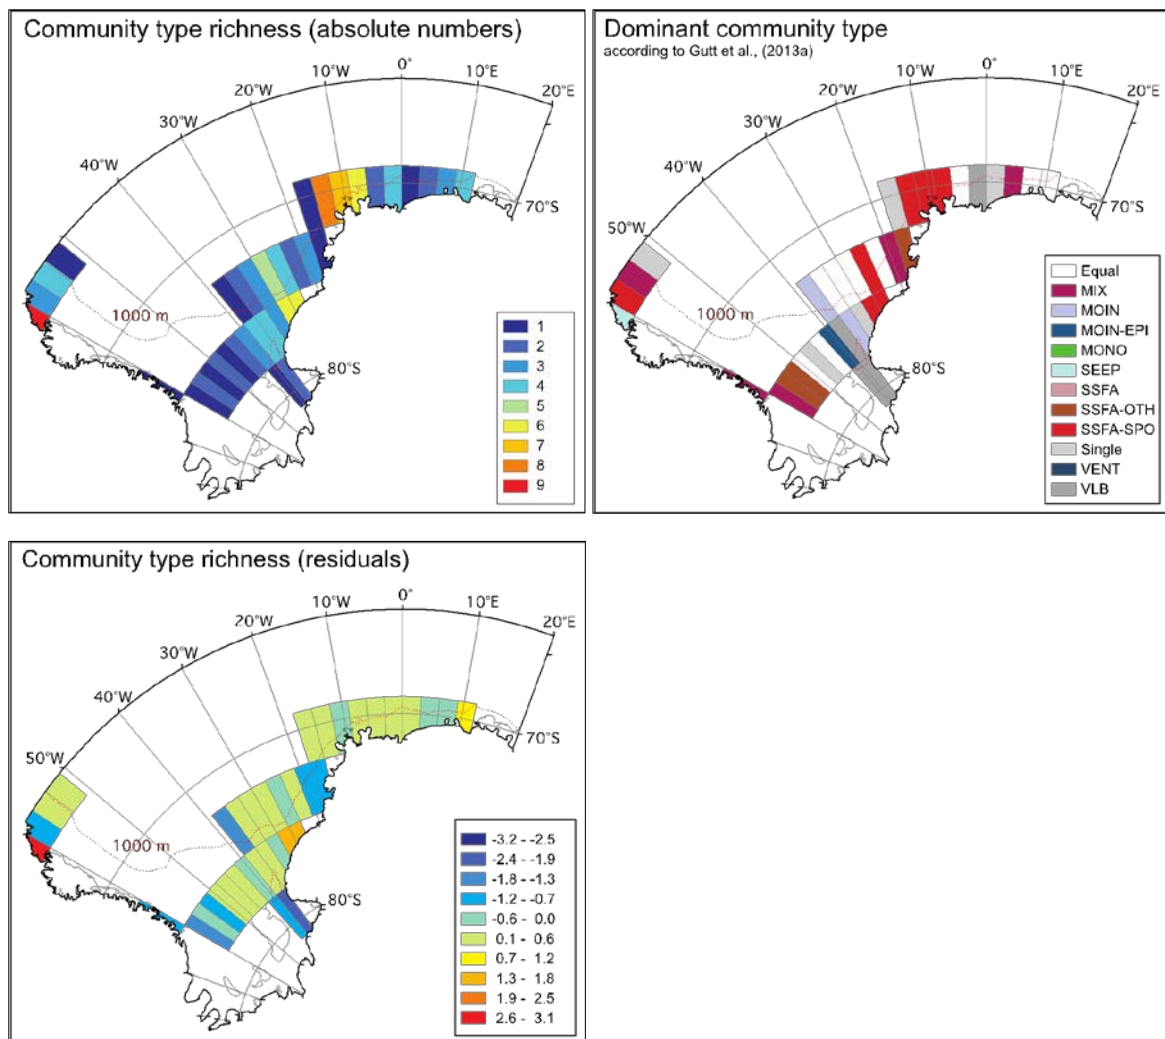 Community type richness (absolute numbers)
0°
10°W
10°E
20°W
20°E
30°W
40°W
70°S
1000 m
80°S
1
2
3
4
5
6
7
8
9
Dominant community type
according to Gutt et al., (2013a)
0°
10°W
10°E
20°W
20°E
30°W
40°W
70°S
50°W
1000 m
80°S
Equal
MIX
MOIN
MOIN-EPI
MONO
SEEP
SSFA
SSFA-OTH
SSFA-SPO
Single
VENT
VLB
Community type richness (residuals)
0°
10°W
10°E
20°W
20°E
30°W
40°W
70°S
50°W
1000 m
80°S
-3.2 - -2.5
-2.4 - -1.9
-1.8 - -1.3
-1.2 - -0.7
-0.6 - 0.0
0.1 - 0.6
0.7 - 1.2
1.3 - 1.8
1.9 - 2.5
2.6 - 3.1